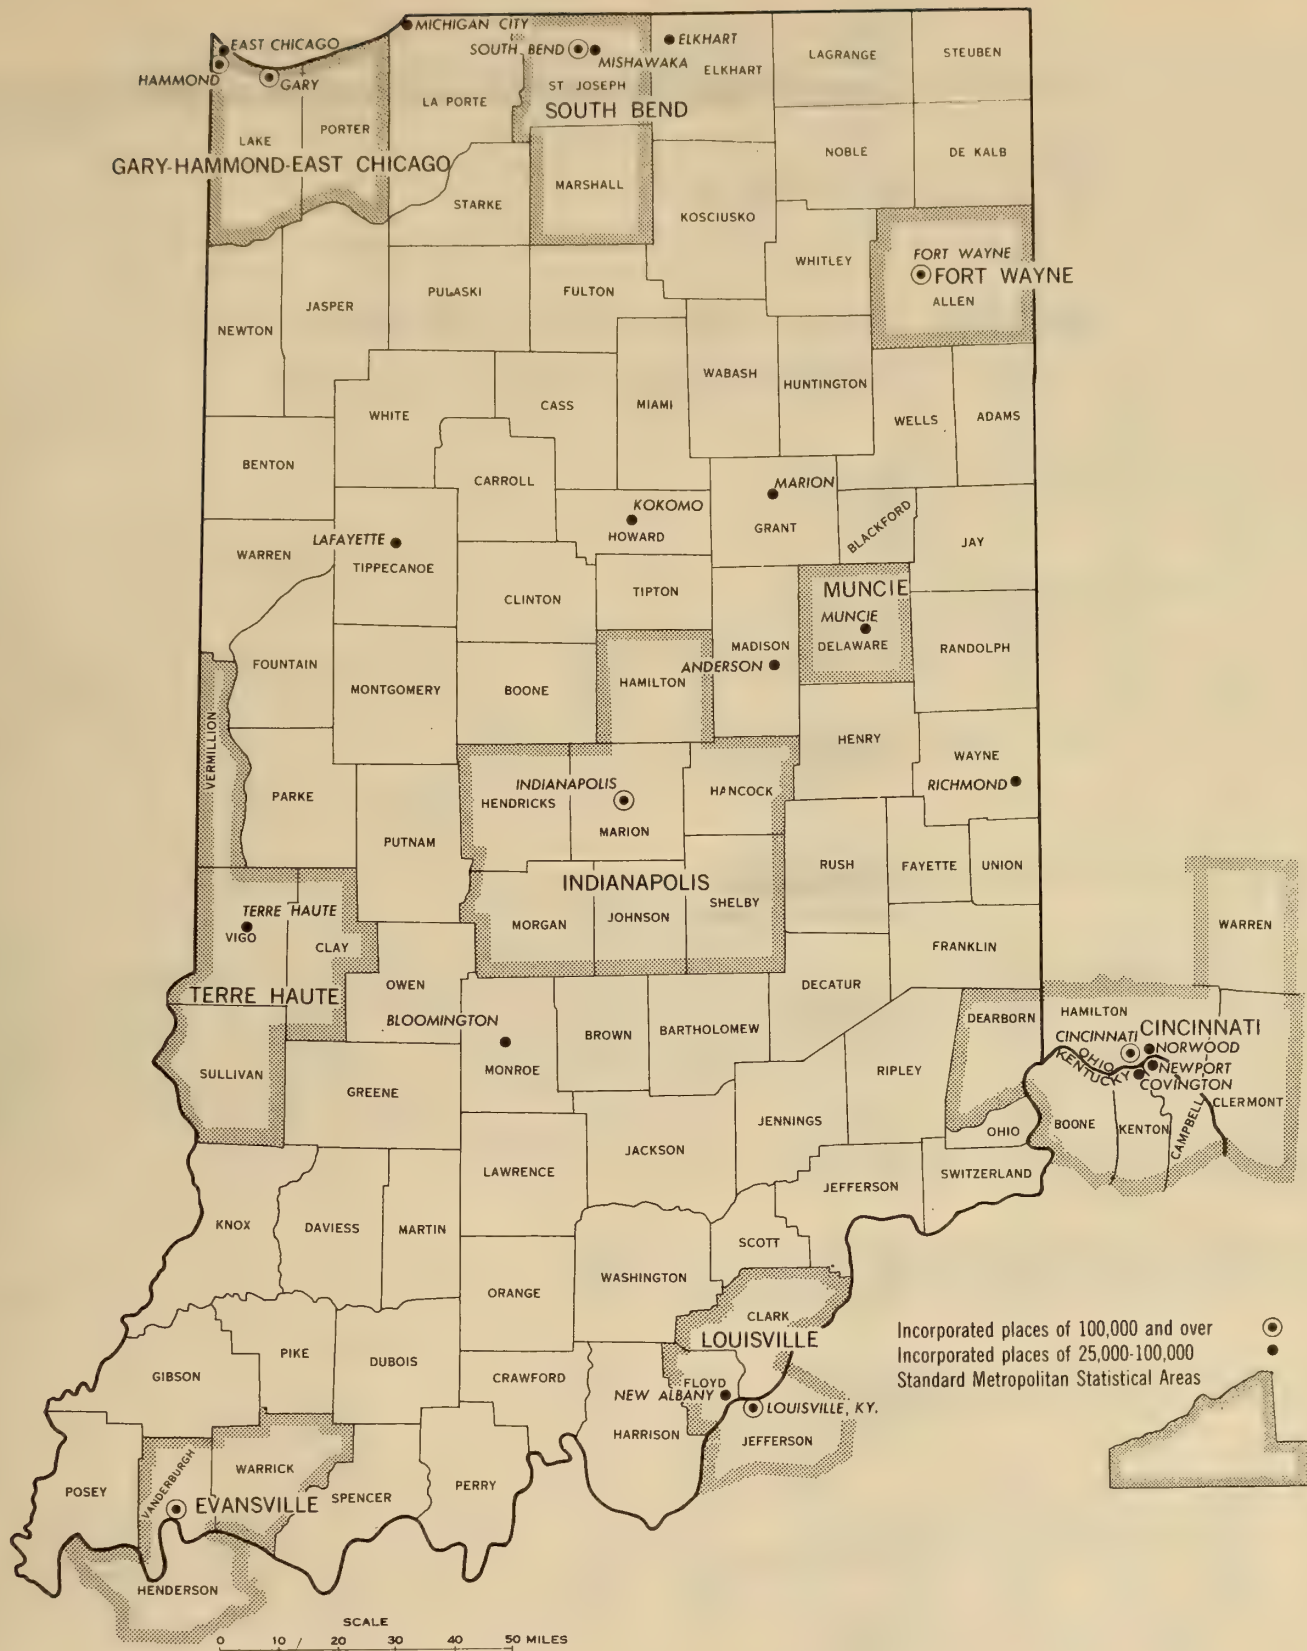 MICHIGAN CITY
EAST CHICAGO
SOUTH BEND
ELKHART
MISHAWAKA
LAGRANGE
STEUBEN
HAMMOND
GARY
ELKHART
ST JOSEPH
LA PORTE
SOUTH BEND
LAKE
PORTER
GARY-HAMMOND-EAST CHICAGO
NOBLE
DE KALB
MARSHALL
STARKE
KOSCIUSKO
WHITLEY
FORT WAYNE
FORT WAYNE
ALLEN
JASPER
PULASKI
FULTON
NEWTON
WABASH
HUNTINGTON
WHITE
CASS
MIAMI
WELLS
ADAMS
BENTON
CARROLL
MARION
KOKOMO
HOWARD
GRANT
BLACKFORD
JAY
LAFAYETTE
WARREN
TIPPECANOE
CLINTON
TIPTON
MUNCIE
MUNCIE
DELAWARE
MADISON
ANDERSON
RANDOLPH
FOUNTAIN
MONTGOMERY
BOONE
HAMILTON
VERMILLION
HENRY
WAYNE
RICHMOND
PARKE
INDIANAPOLIS
HENDRICKS
HANCOCK
MARION
PUTNAM
RUSH
FAYETTE
UNION
INDIANAPOLIS
SHELBY
MORGAN
JOHNSON
TERRE HAUTE
VIGO
CLAY
WARREN
FRANKLIN
OWEN
DECATUR
TERRE HAUTE
BLOOMINGTON
DEARBORN
HAMILTON
CINCINNATI
CINCINNATI
NORWOOD
OHIO
KENTUCKY
NEWPORT
COVINGTON
BROWN
BARTHOLOMEW
MONROE
RIPLEY
SULLIVAN
GREENE
CLERMONT
BOONE
KENTON
CAMPBELL
JENNINGS
OHIO
JACKSON
LAWRENCE
SWITZERLAND
JEFFERSON
KNOX
DAVIESS
MARTIN
SCOTT
WASHINGTON
ORANGE
CLARK
LOUISVILLE
Incorporated places of 100,000 and over
Incorporated places of 25,000-100,000
Standard Metropolitan Statistical Areas
PIKE
DUBOIS
GIBSON
CRAWFORD
FLOYD
NEW ALBANY
LOUISVILLE, KY.
HARRISON
JEFFERSON
VANDERBURGH
WARRICK
POSEY
PERRY
SPENCER
EVANSVILLE
HENDERSON
SCALE
0 10 20 30 40 50 MILES